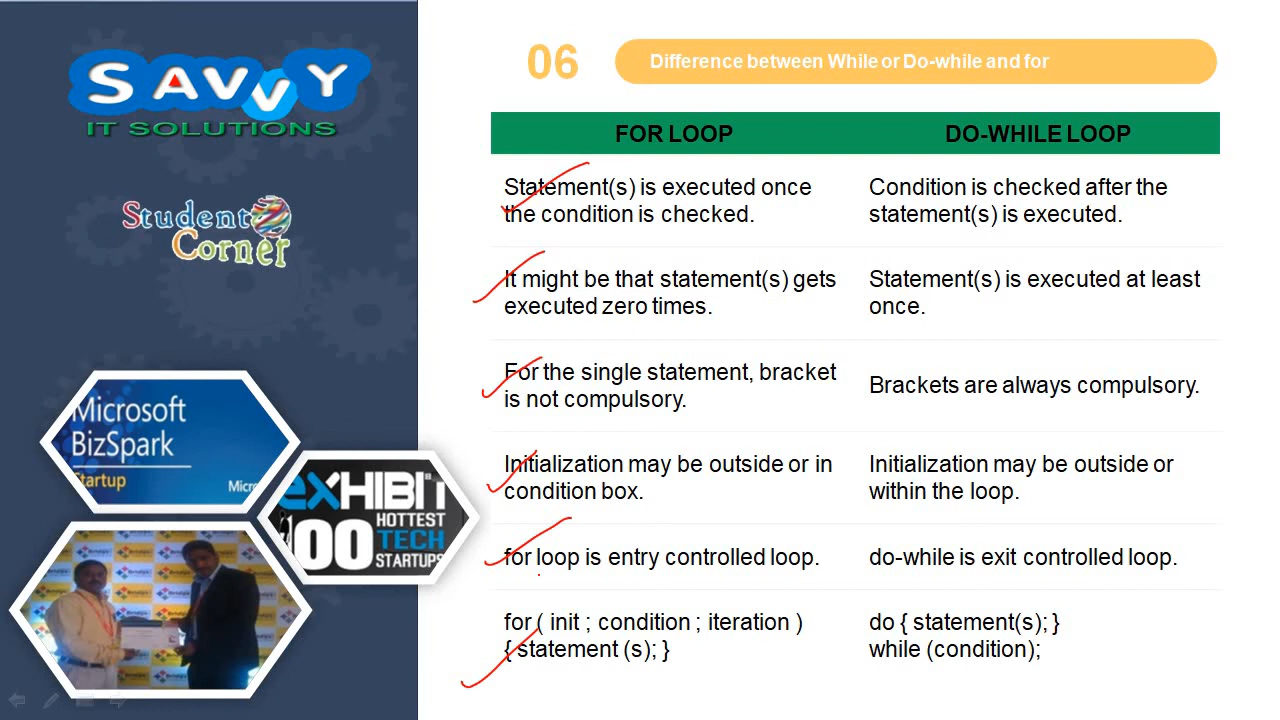 SAVVY
IT SOLUTIONS
Student
Corner
Microsoft
BizSpark
Startup
Micr
EXHIBIT
100
HOTTEST
TECH
STARTUPS
06
Difference between While or Do-while and for
FOR LOOP
DO-WHILE LOOP
Statement(s) is executed once
the condition is checked.
Condition is checked after the
statement(s) is executed.
It might be that statement(s) gets
executed zero times.
Statement(s) is executed at least
once.
For the single statement, bracket
is not compulsory.
Brackets are always compulsory.
Initialization may be outside or in
condition box.
Initialization may be outside or
within the loop.
for loop is entry controlled loop.
do-while is exit controlled loop.
for ( init ; condition ; iteration )
{ statement (s); }
do { statement(s); }
while (condition);